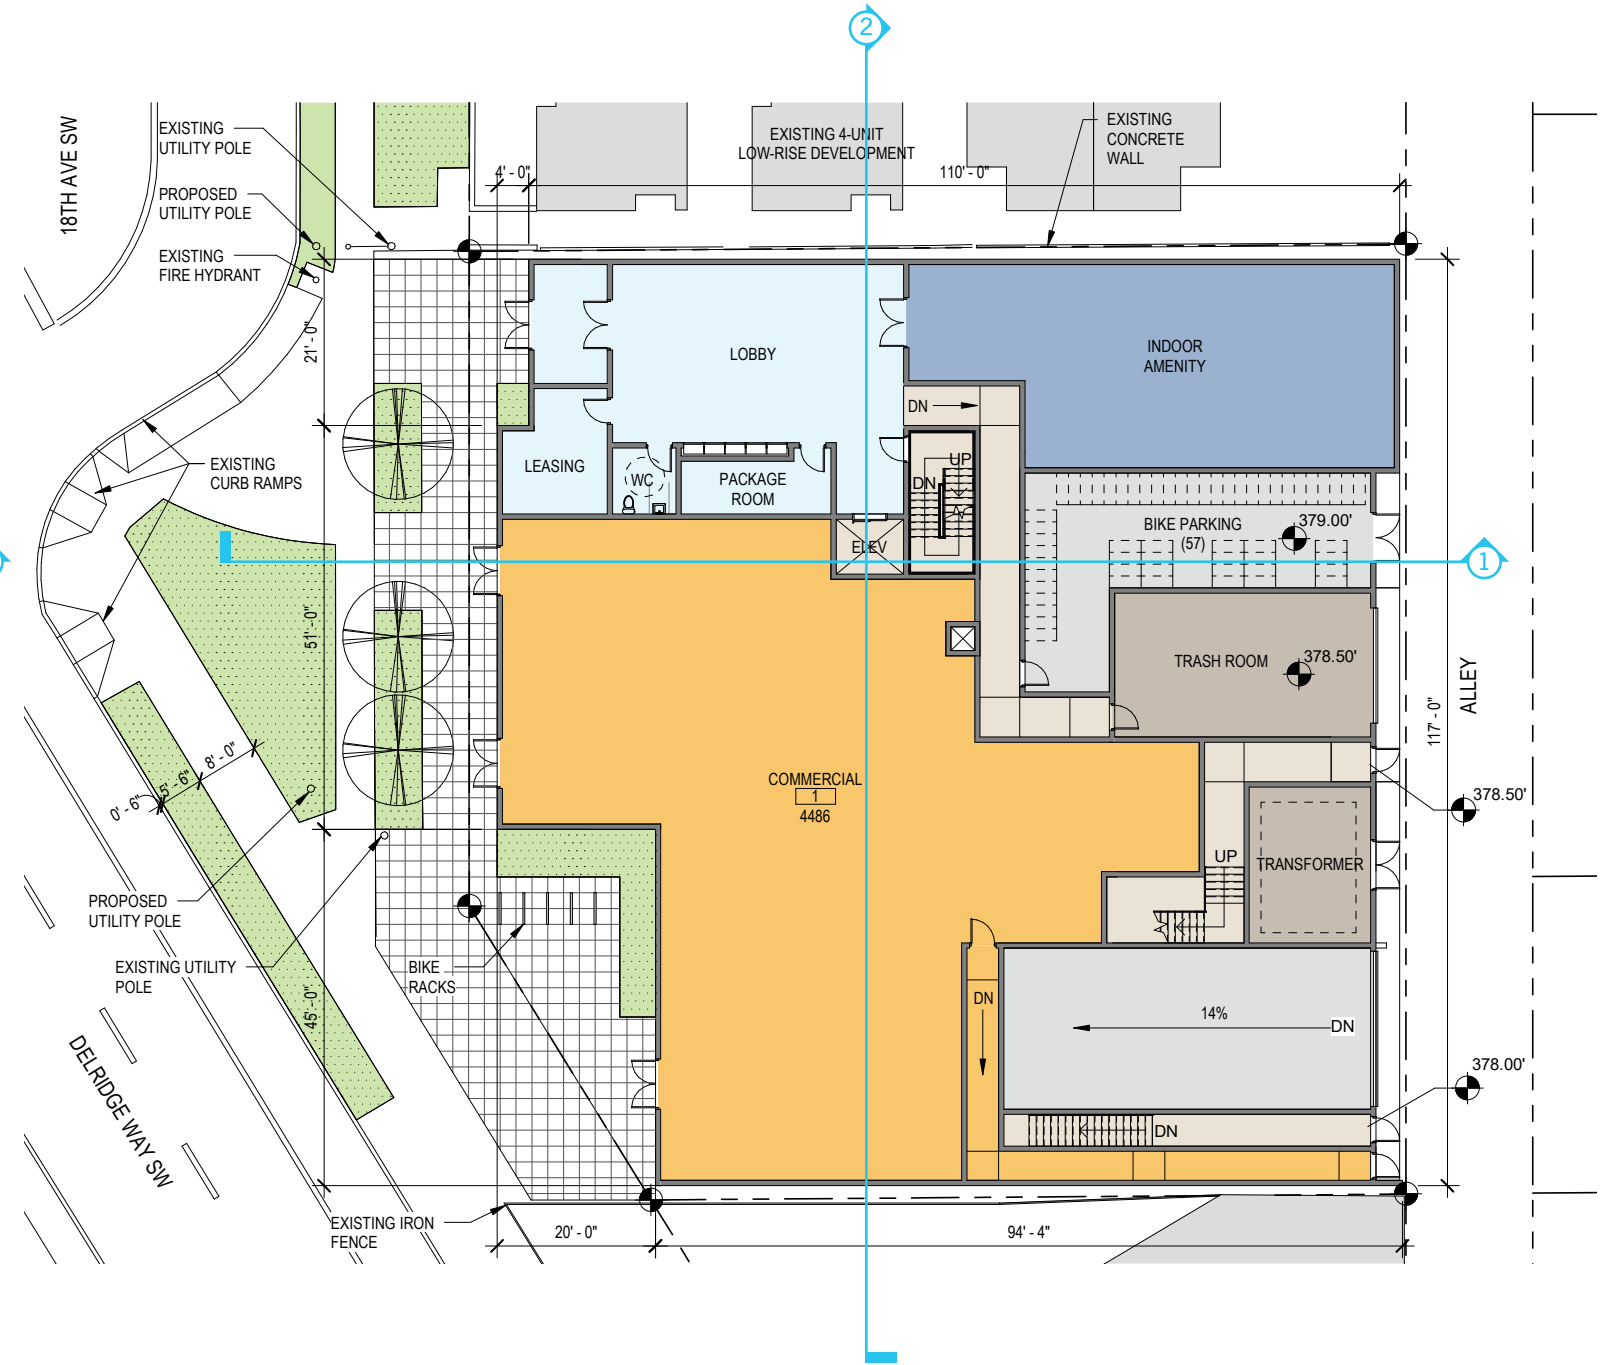 2
18TH AVE SW
EXISTING
UTILITY POLE
PROPOSED
UTILITY POLE
EXISTING
FIRE HYDRANT
EXISTING 4-UNIT
LOW-RISE DEVELOPMENT
EXISTING
CONCRETE
WALL
4' - 0"
110' - 0"
21' - 0"
LOBBY
INDOOR
AMENITY
DN
EXISTING
CURB RAMPS
LEASING
WC
PACKAGE
ROOM
UP
DN
ELEV
BIKE PARKING
(57)
379.00'
1
51' - 0"
TRASH ROOM
378.50'
ALLEY
117' - 0"
8' - 0"
5' - 6"
0' - 6"
COMMERCIAL
1
4486
378.50'
UP
TRANSFORMER
PROPOSED
UTILITY POLE
EXISTING UTILITY
POLE
BIKE
RACKS
45' - 0"
DN
14%
DN
378.00'
DN
DELRIDGE WAY SW
EXISTING IRON
FENCE
20' - 0"
94' - 4"